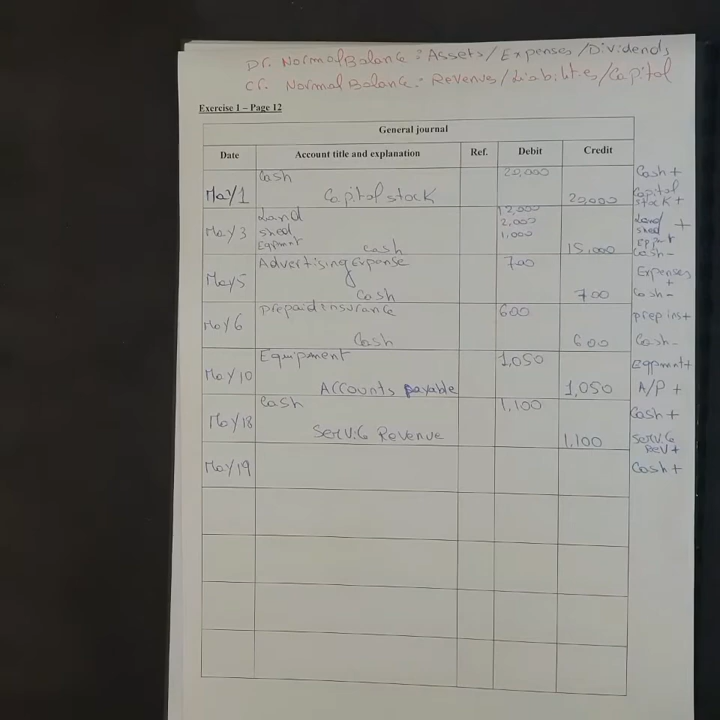 Dr. Normal Balance: Assets/Expenses/Dividends
Cr. Normal Balance: Revenues/Liabilities/Capital
Exercise 1 – Page 12
General journal
Date Account title and explanation Ref. Debit Credit
Cash 20,000 Cash +
May 1 Capital stock 20,000 Capital stock +
Land 12,000 Land
May 3 shed 2,000 shed +
Eqpmnt 1,000 Eppmt
Cash 15,000 Cash -
Advertising Expense 700 Expenses +
May 5
Cash 700 Cash -
prepaid insurance 600 prep ins +
May 6
Cash 600 Cash -
Equipment 1,050 Eqpmnt +
May 10
Accounts payable 1,050 A/P +
Cash 1,100 Cash +
May 18
Service Revenue 1,100 Service Rev +
May 19 Cash +